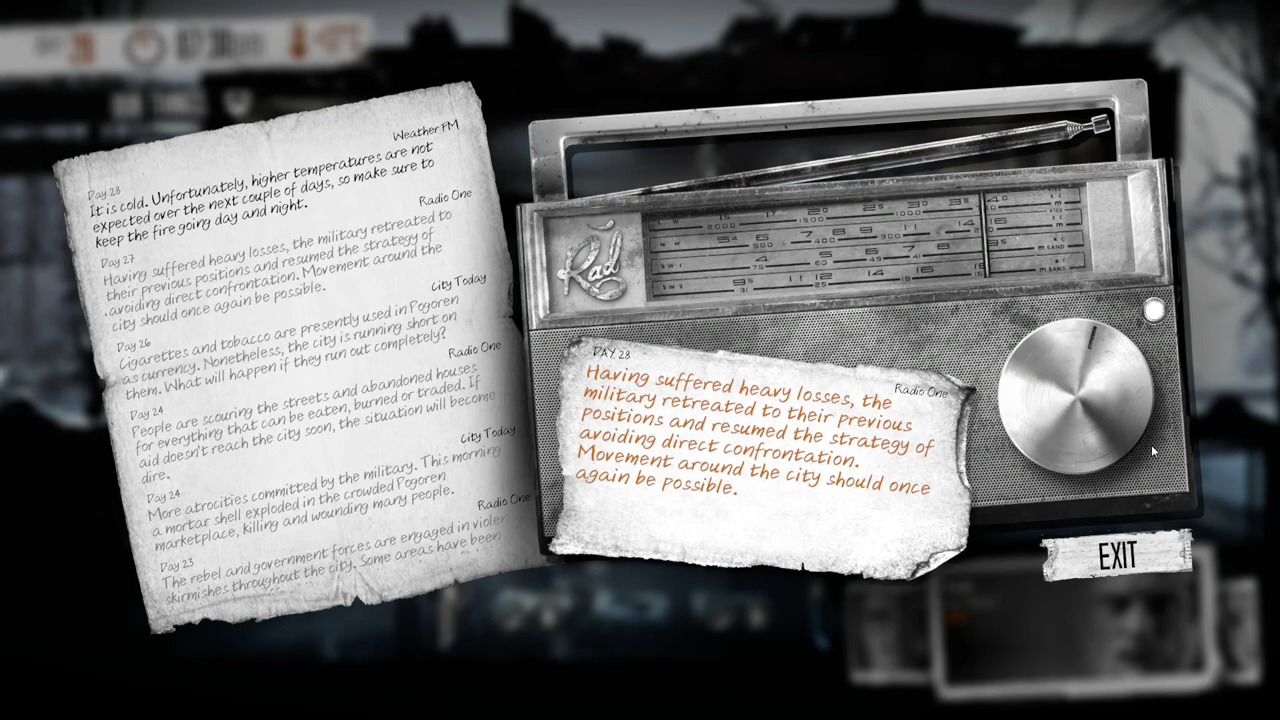 Weather FM
Day 28
It is cold. Unfortunately, higher temperatures are not
expected over the next couple of days, so make sure to
keep the fire going day and night.
Radio One
Day 27
Having suffered heavy losses, the military retreated to
their previous positions and resumed the strategy of
avoiding direct confrontation. Movement around the
city should once again be possible.
City Today
Day 26
Cigarettes and tobacco are presently used in Pogoren
as currency. Nonetheless, the city is running short on
them. What will happen if they run out completely?
Radio One
Day 24
People are scouring the streets and abandoned houses
for everything that can be eaten, burned or traded. If
aid doesn't reach the city soon, the situation will become
dire.
City Today
Day 24
More atrocities committed by the military. This morning
a mortar shell exploded in the crowded Pogoren
marketplace, killing and wounding many people.
Radio One
Day 23
The rebel and government forces are engaged in violen
skirmishes throughout the city. Some areas have been
Rad
DAY 28
Radio One
Having suffered heavy losses, the
military retreated to their previous
positions and resumed the strategy of
avoiding direct confrontation.
Movement around the city should once
again be possible.
EXIT